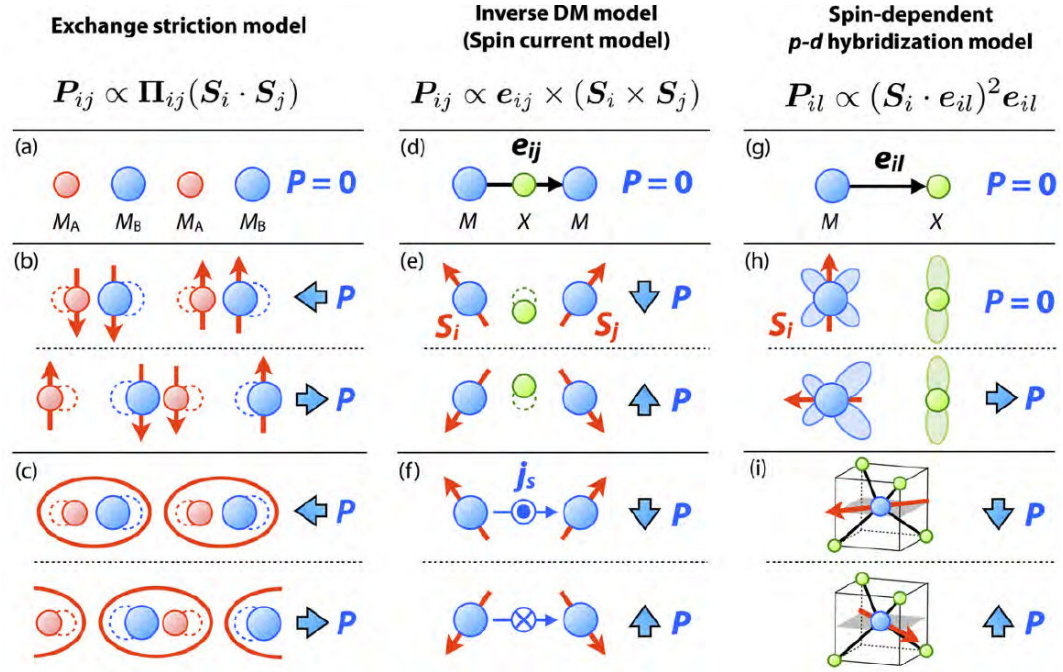 Exchange striction model
Inverse DM model
(Spin current model)
Spin-dependent
p-d hybridization model
P_ij ∝ Π_ij(S_i · S_j)
P_ij ∝ e_ij × (S_i × S_j)
P_il ∝ (S_i · e_il)² e_il
(a)
P = 0
M_A M_B M_A M_B
(d)
e_ij
P = 0
M X M
(g)
e_il
P = 0
M X
(b)
P
P
(e)
S_i
S_j
P
P
(h)
S_i
P = 0
P
(c)
P
P
(f)
j_s
P
P
(i)
P
P